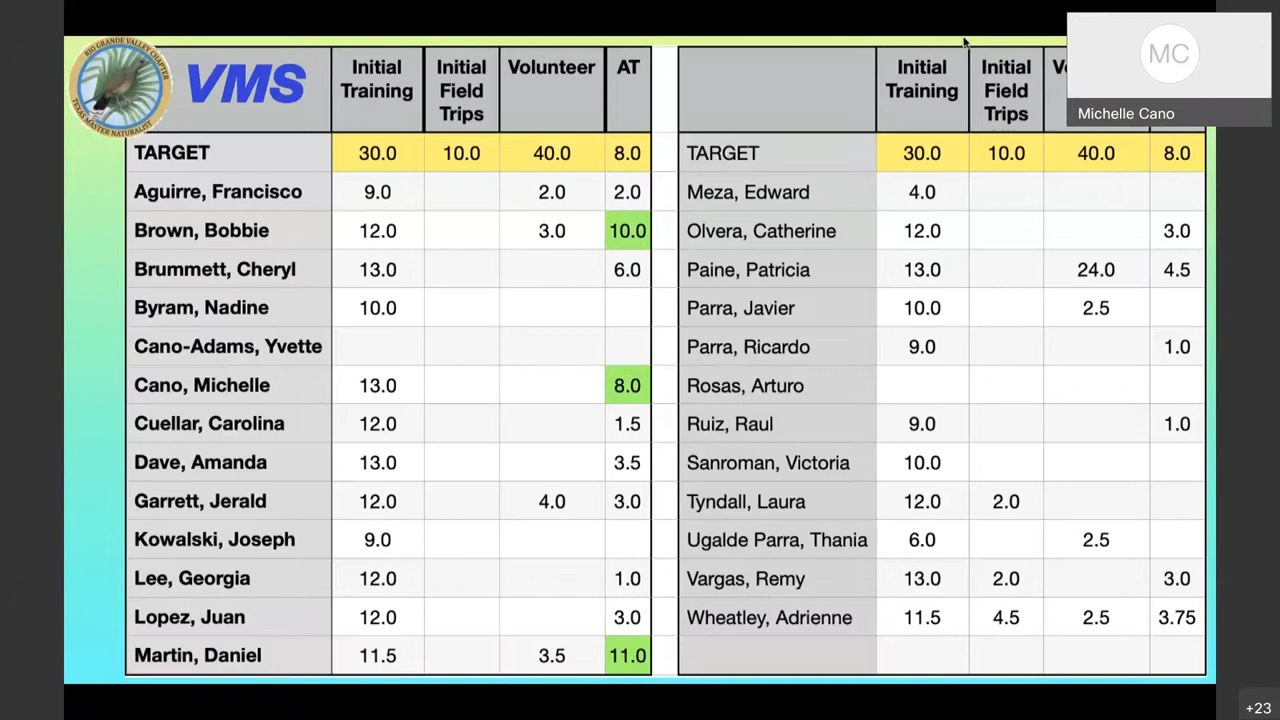 RIO GRANDE VALLEY CHAPTER
TEXAS MASTER NATURALIST
VMS
Initial Training Initial Field Trips Volunteer AT
TARGET 30.0 10.0 40.0 8.0
Aguirre, Francisco 9.0 2.0 2.0
Brown, Bobbie 12.0 3.0 10.0
Brummett, Cheryl 13.0 6.0
Byram, Nadine 10.0
Cano-Adams, Yvette
Cano, Michelle 13.0 8.0
Cuellar, Carolina 12.0 1.5
Dave, Amanda 13.0 3.5
Garrett, Jerald 12.0 4.0 3.0
Kowalski, Joseph 9.0
Lee, Georgia 12.0 1.0
Lopez, Juan 12.0 3.0
Martin, Daniel 11.5 3.5 11.0
Initial Training Initial Field Trips
TARGET 30.0 10.0 40.0 8.0
Meza, Edward 4.0
Olvera, Catherine 12.0 3.0
Paine, Patricia 13.0 24.0 4.5
Parra, Javier 10.0 2.5
Parra, Ricardo 9.0 1.0
Rosas, Arturo
Ruiz, Raul 9.0 1.0
Sanroman, Victoria 10.0
Tyndall, Laura 12.0 2.0
Ugalde Parra, Thania 6.0 2.5
Vargas, Remy 13.0 2.0 3.0
Wheatley, Adrienne 11.5 4.5 2.5 3.75
MC
Michelle Cano
+23